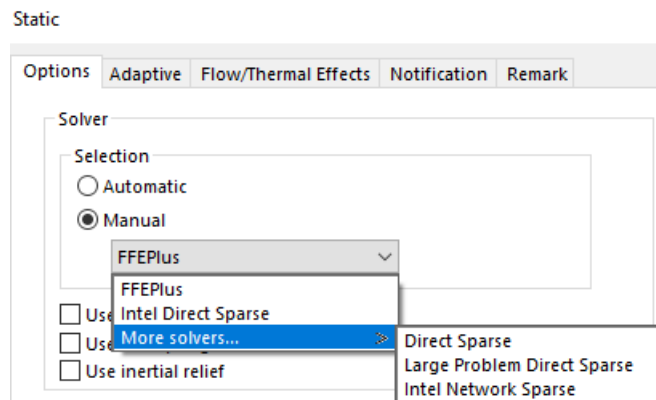 Static
Options Adaptive Flow/Thermal Effects Notification Remark
Solver
Selection
Automatic
Manual
FFEPlus
FFEPlus
Intel Direct Sparse
More solvers...
Direct Sparse
Large Problem Direct Sparse
Intel Network Sparse
Use inertial relief